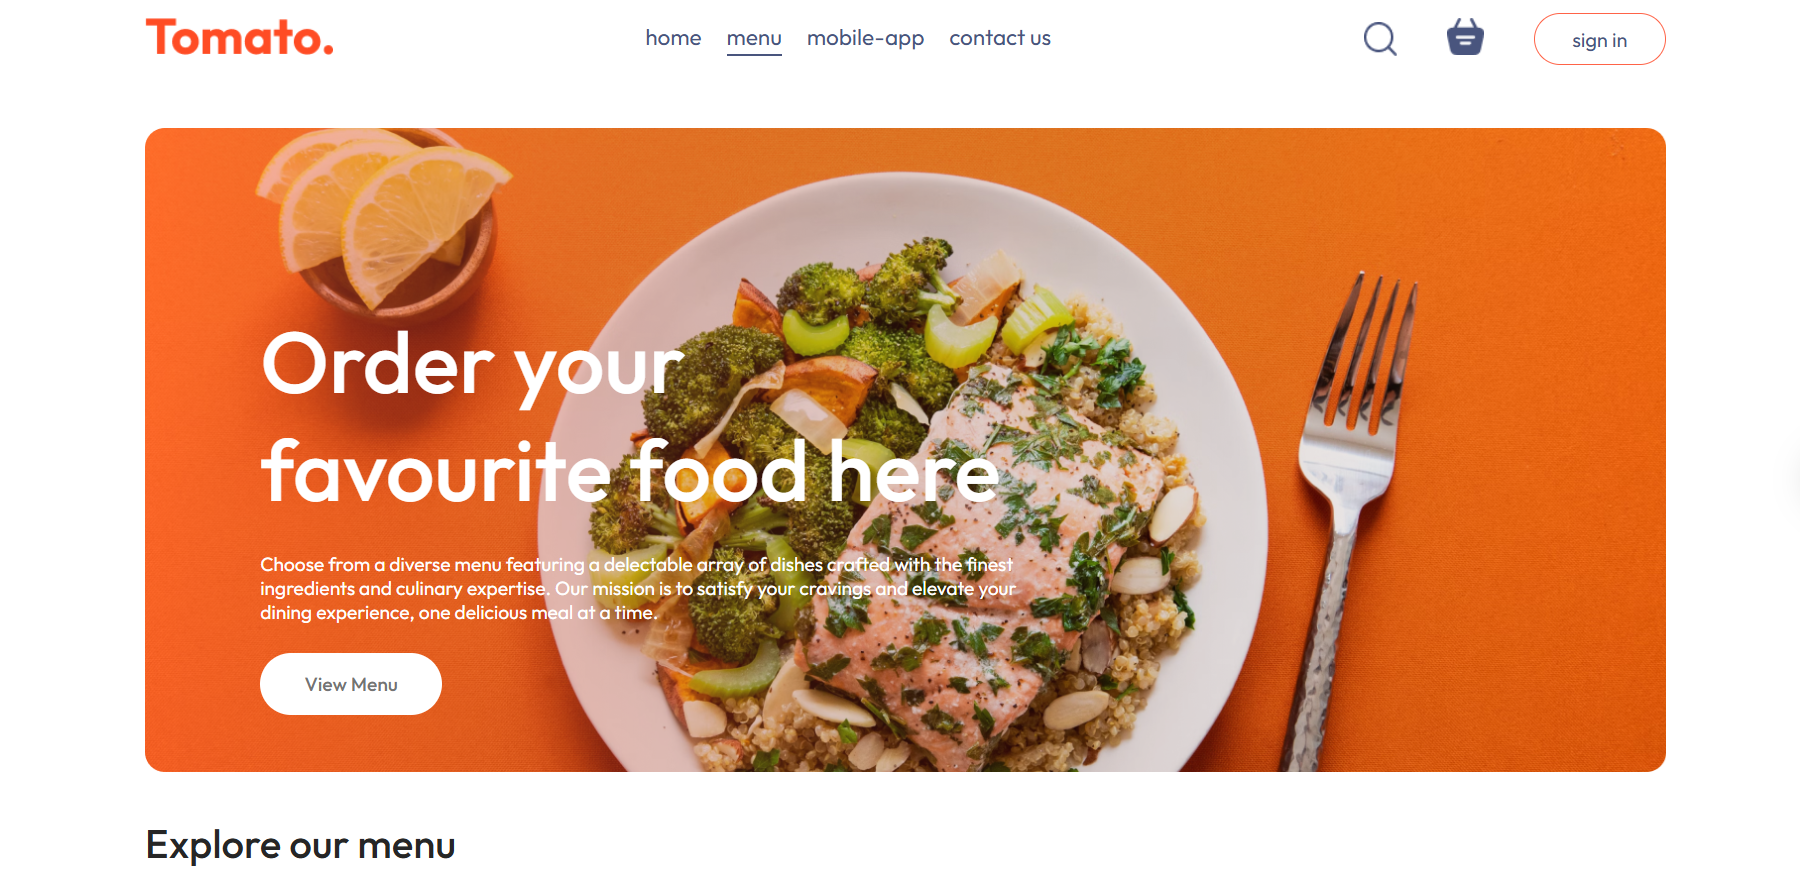 Tomato.
home menu mobile-app contact us
sign in
Order your
favourite food here
Choose from a diverse menu featuring a delectable array of dishes crafted with the finest
ingredients and culinary expertise. Our mission is to satisfy your cravings and elevate your
dining experience, one delicious meal at a time.
View Menu
Explore our menu